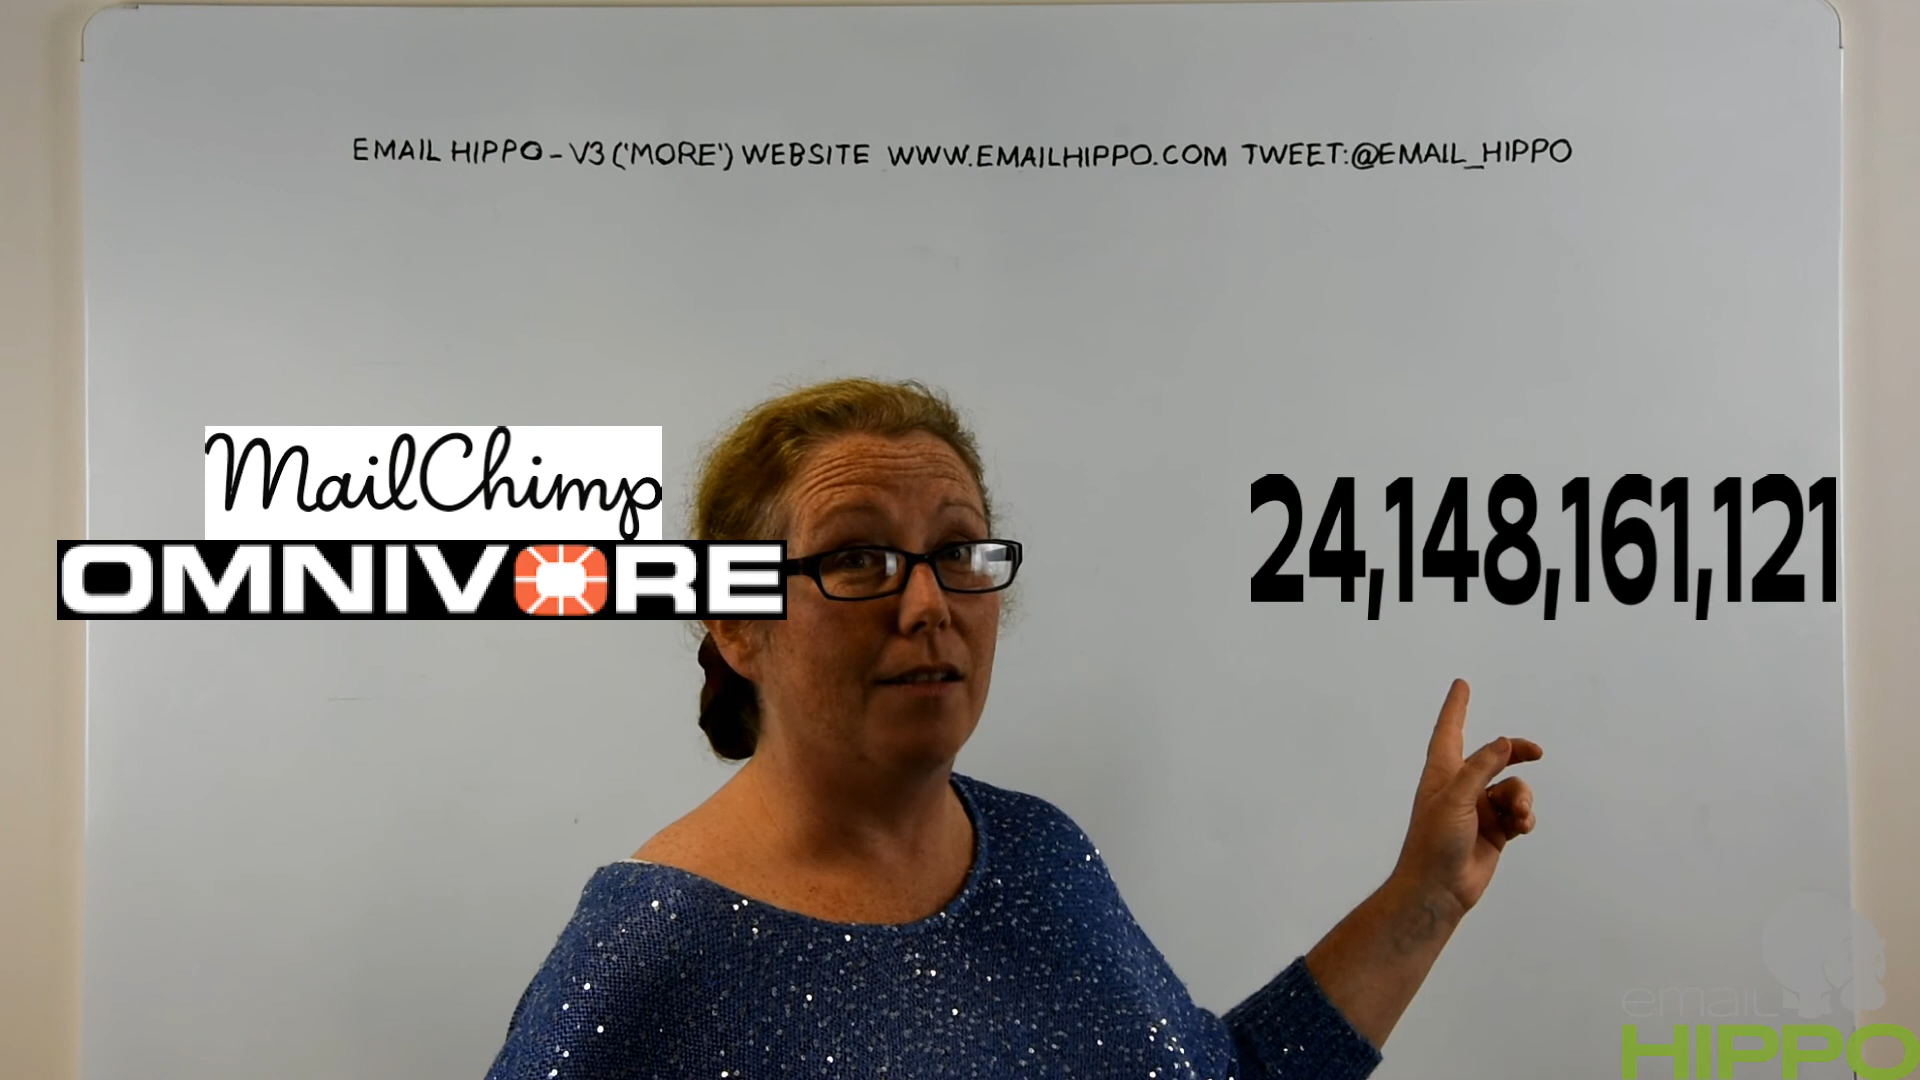 EMAIL HIPPO - V3 ('MORE') WEBSITE WWW.EMAILHIPPO.COM TWEET:@EMAIL_HIPPO
MailChimp
OMNIVORE
24,148,161,121
email
HIPPO